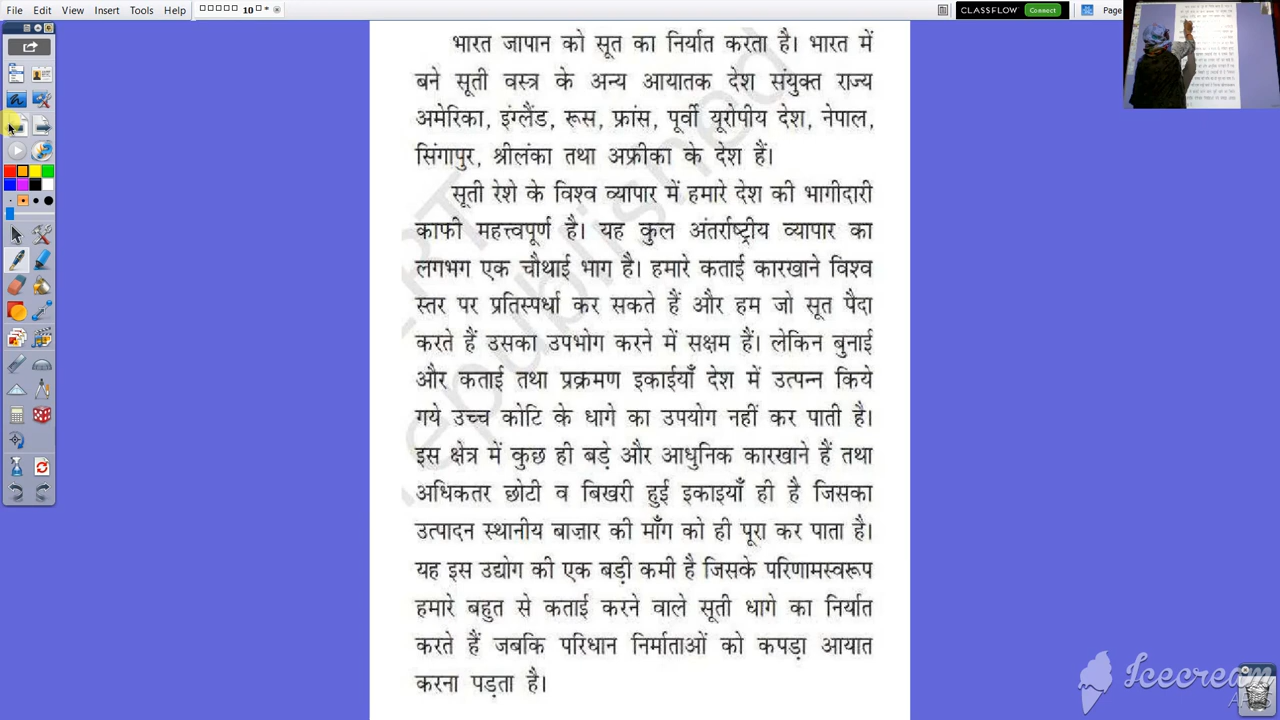 File Edit View Insert Tools Help 10 *
CLASSFLOW Connect Page
भारत जापान को सूत का निर्यात करता है। भारत में
बने सूती के अन्य आयातक देश संयुक्त राज्य
अमेरिका, इंग्लैंड, रूस, फ्रांस, पूर्वी यूरोपीय देश, नेपाल,
सिंगापुर, श्रीलंका तथा अफ्रीका के देश हैं।
सूती रेशे के विश्व व्यापार में हमारे देश की भागीदारी
काफी महत्त्वपूर्ण है। यह कुल अंतर्राष्ट्रीय व्यापार का
लगभग एक चौथाई भाग है। हमारे कताई कारखाने विश्व
स्तर पर प्रतिस्पर्धा कर सकते हैं और हम जो सूत पैदा
करते हैं उसका उपभोग करने में सक्षम हैं। लेकिन बुनाई
और कताई तथा प्रक्रमण इकाईयाँ देश में उत्पन्न किये
गये उच्च कोटि के धागे का उपयोग नहीं कर पाती है।
इस क्षेत्र में कुछ ही बड़े और आधुनिक कारखाने हैं तथा
अधिकतर छोटी व बिखरी हुई इकाइयाँ ही है जिसका
उत्पादन स्थानीय बाज़ार की माँग को ही पूरा कर पाता है।
यह इस उद्योग की एक बड़ी कमी है जिसके परिणामस्वरूप
हमारे बहुत से कताई करने वाले सूती धागे का निर्यात
करते हैं जबकि परिधान निर्माताओं को कपड़ा आयात
करना पड़ता है।
Icecream
APPS